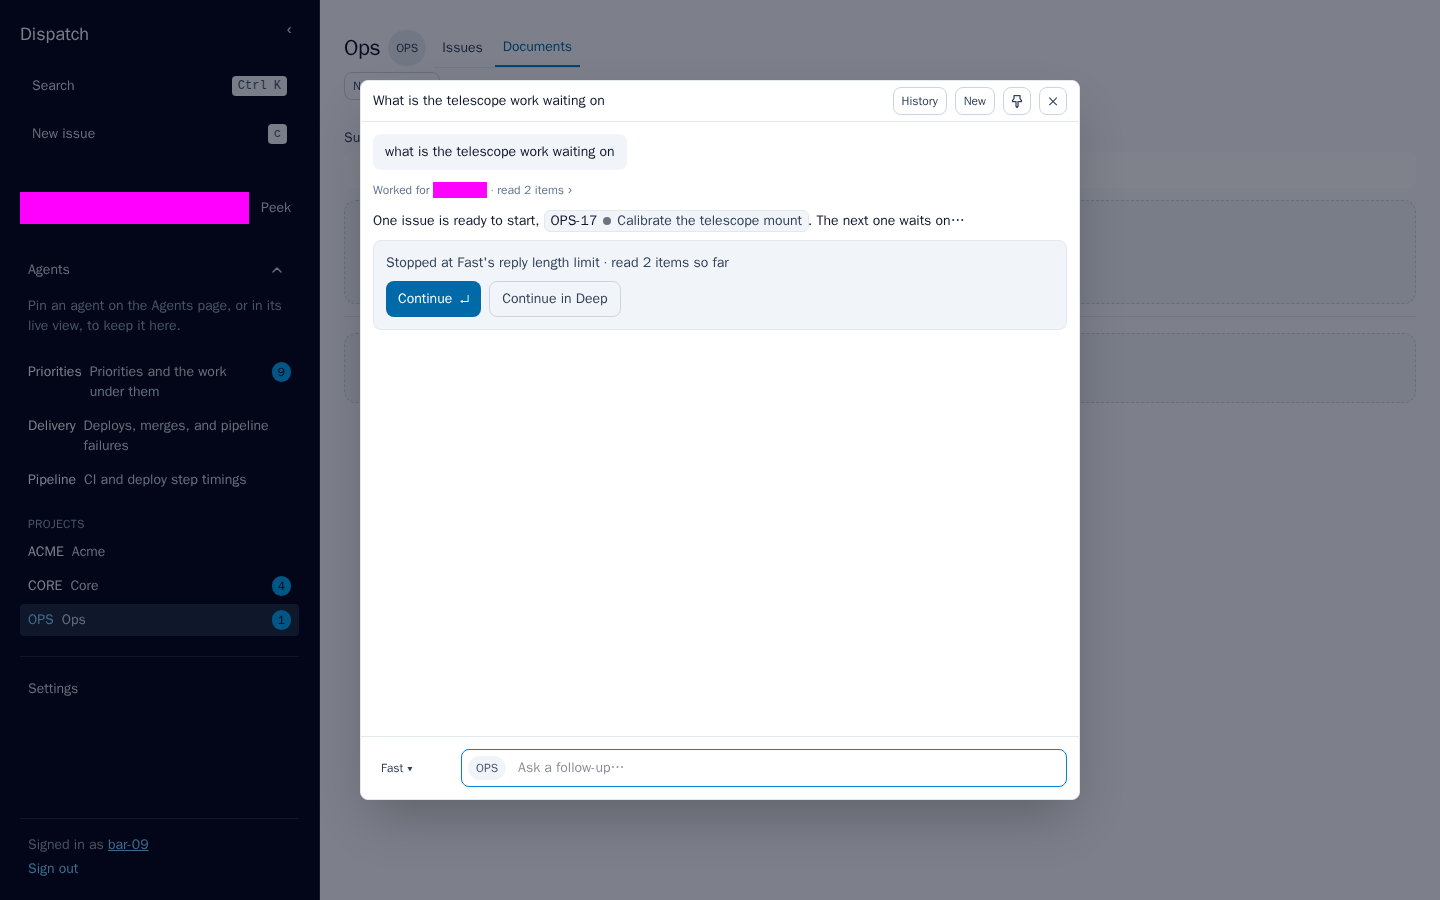 Dispatch
Search Ctrl K
New issue C
Peek
Agents
Pin an agent on the Agents page, or in its
live view, to keep it here.
Priorities Priorities and the work
under them 9
Delivery Deploys, merges, and pipeline
failures
Pipeline CI and deploy step timings
PROJECTS
ACME Acme
CORE Core 4
OPS Ops 1
Settings
Signed in as bar-09
Sign out
Ops OPS Issues Documents
What is the telescope work waiting on History New
what is the telescope work waiting on
Worked for · read 2 items ›
One issue is ready to start, OPS-17 Calibrate the telescope mount. The next one waits on…
Stopped at Fast's reply length limit · read 2 items so far
Continue ↵ Continue in Deep
Fast ▾ OPS Ask a follow-up…